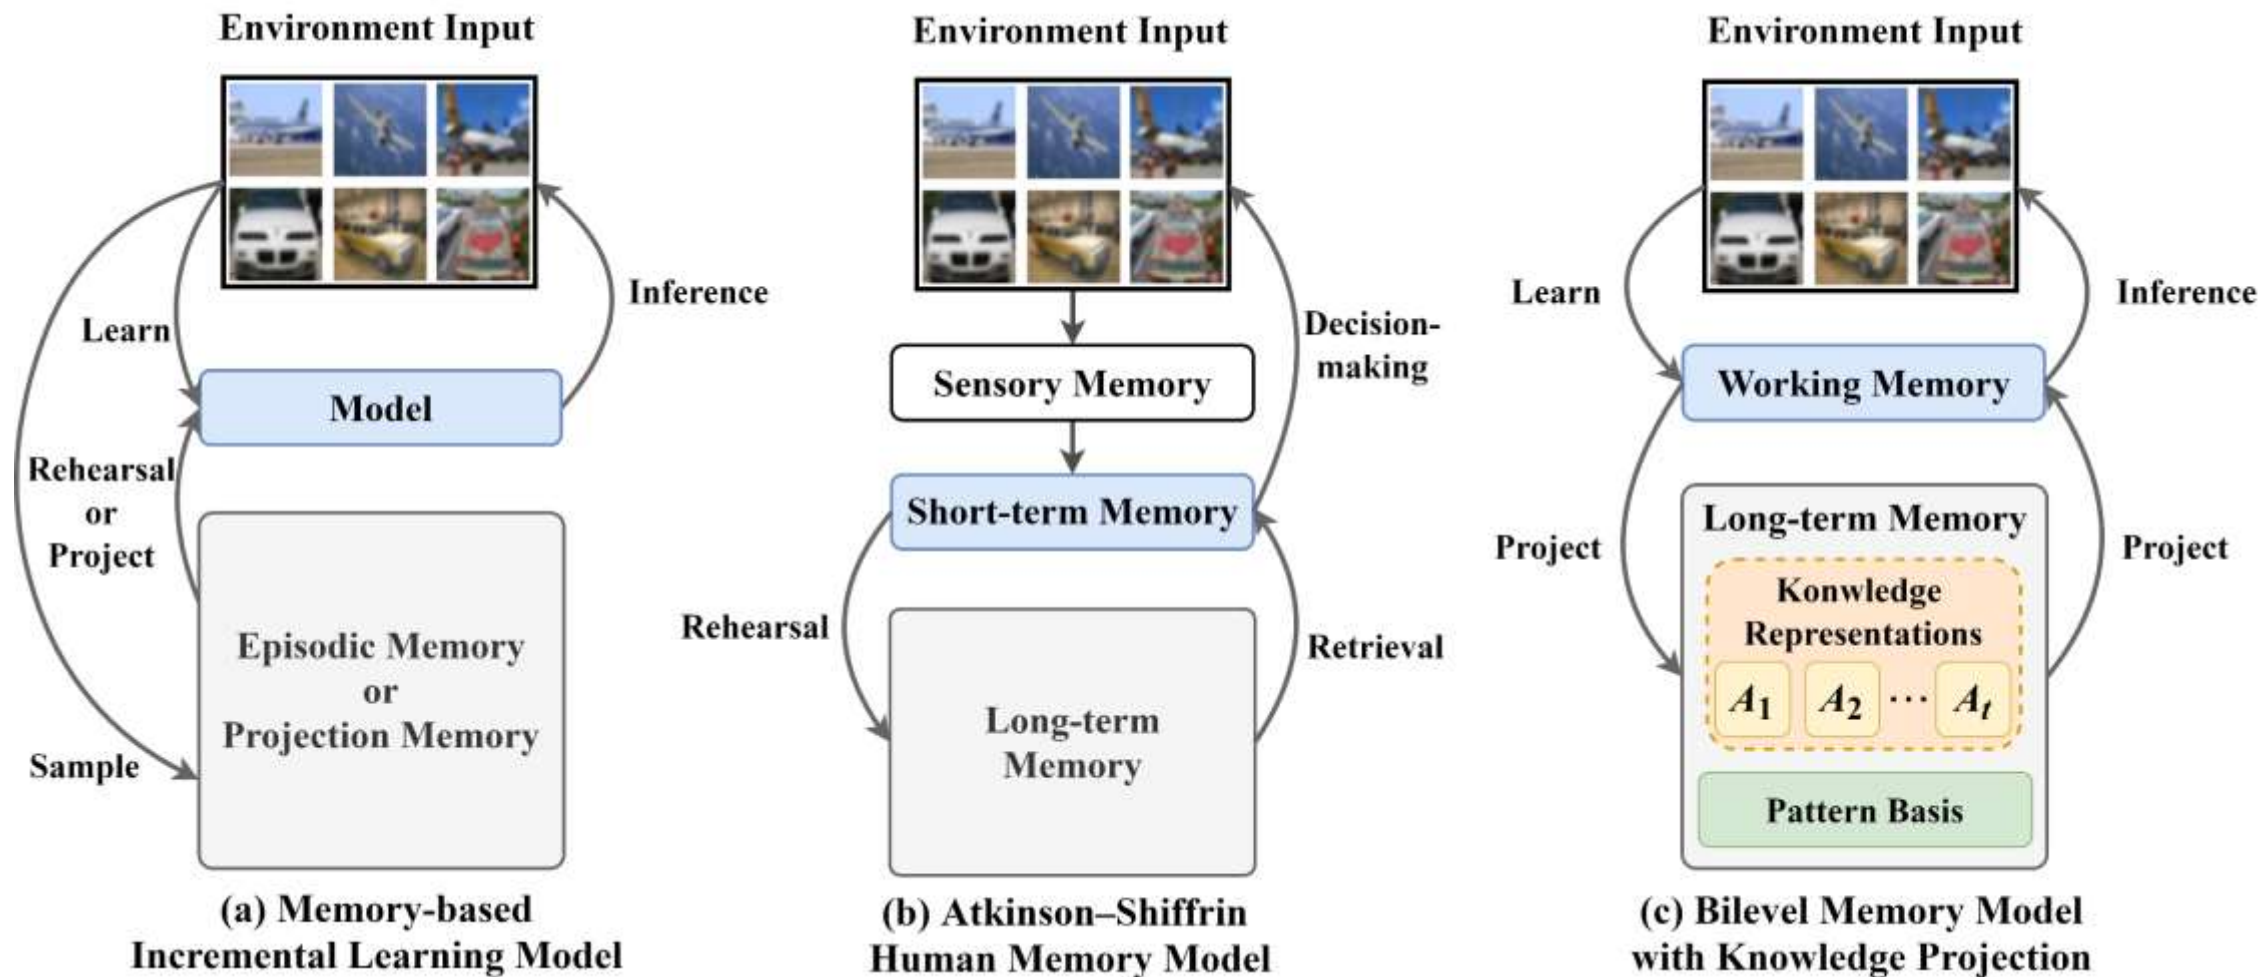 Environment Input
Learn
Inference
Model
Rehearsal
or
Project
Episodic Memory
or
Projection Memory
Sample
(a) Memory-based
Incremental Learning Model
Environment Input
Decision-
making
Sensory Memory
Short-term Memory
Rehearsal
Retrieval
Long-term
Memory
(b) Atkinson–Shiffrin
Human Memory Model
Environment Input
Learn
Inference
Working Memory
Project
Project
Long-term Memory
Konwledge
Representations
A1 A2 ··· At
Pattern Basis
(c) Bilevel Memory Model
with Knowledge Projection